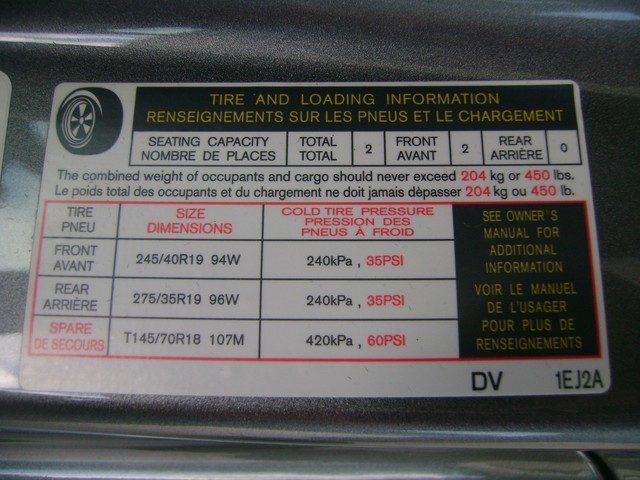 TIRE AND LOADING INFORMATION
RENSEIGNEMENTS SUR LES PNEUS ET LE CHARGEMENT
SEATING CAPACITY TOTAL 2 FRONT 2 REAR 0
NOMBRE DE PLACES TOTAL AVANT ARRIÈRE
The combined weight of occupants and cargo should never exceed 204 kg or 450 lbs.
Le poids total des occupants et du chargement ne doit jamais dépasser 204 kg ou 450 lb.
TIRE SIZE COLD TIRE PRESSURE
PNEU DIMENSIONS PRESSION DES
PNEUS À FROID
FRONT
AVANT 245/40R19 94W 240kPa , 35PSI
REAR
ARRIÈRE 275/35R19 96W 240kPa , 35PSI
SPARE
DE SECOURS T145/70R18 107M 420kPa , 60PSI
SEE OWNER'S
MANUAL FOR
ADDITIONAL
INFORMATION
VOIR LE MANUEL
DE L'USAGER
POUR PLUS DE
RENSEIGNEMENTS
DV 1EJ2A